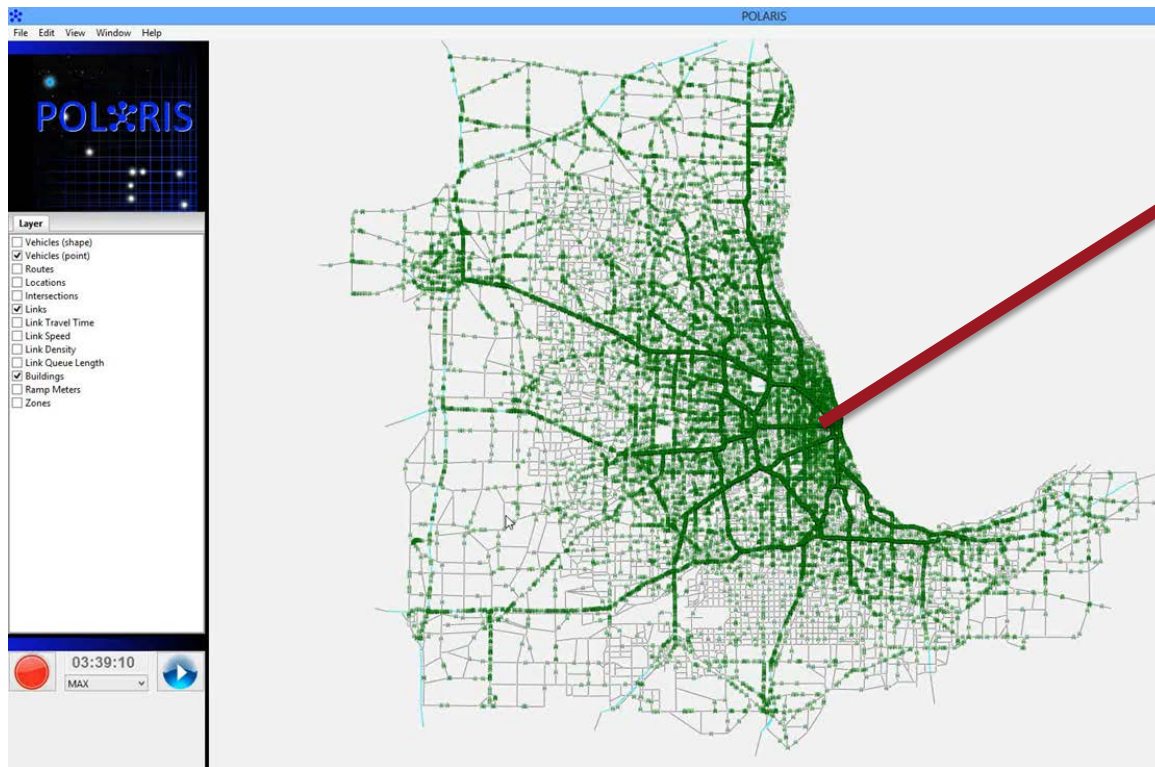 POLARIS
File Edit View Window Help
POLARIS
Layer
Vehicles (shape)
Vehicles (point)
Routes
Locations
Intersections
Links
Link Travel Time
Link Speed
Link Density
Link Queue Length
Buildings
Ramp Meters
Zones
03:39:10
MAX